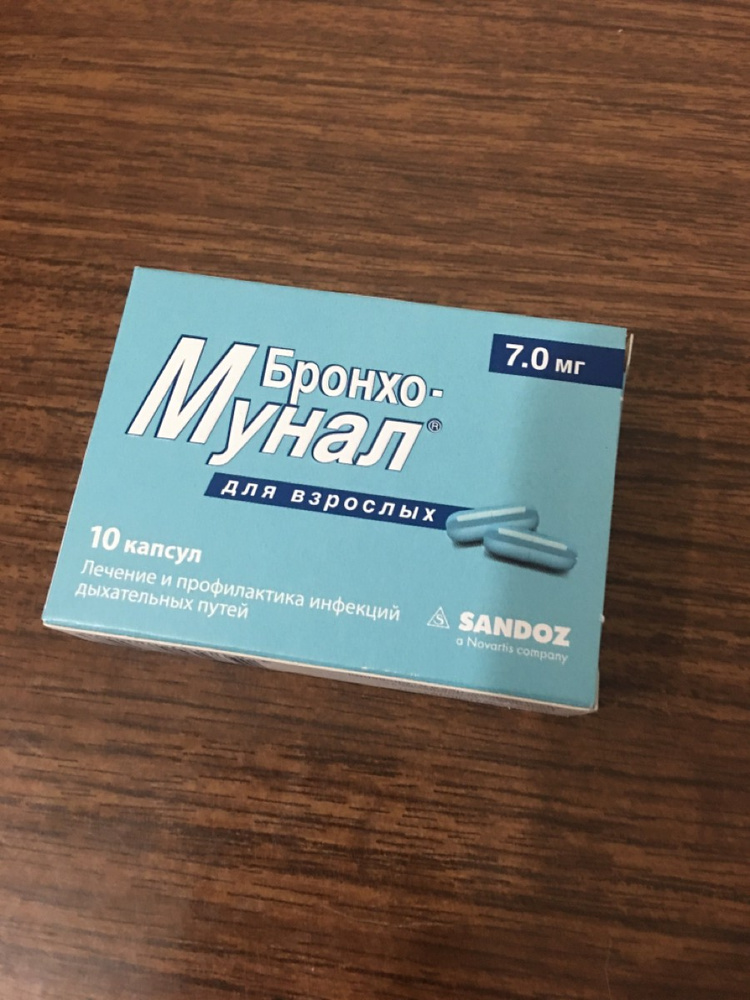 7.0 мг
Бронхо-
Мунал®
для взрослых
10 капсул
Лечение и профилактика инфекций
дыхательных путей
SANDOZ
a Novartis company